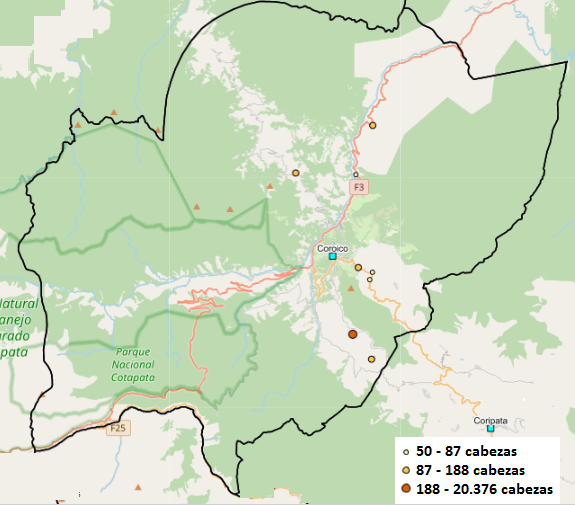 F3
Coroico
Natural
anejo
rado
pata
Parque
Nacional
Cotapata
F25
Coripata
50 - 87 cabezas
87 - 188 cabezas
188 - 20.376 cabezas